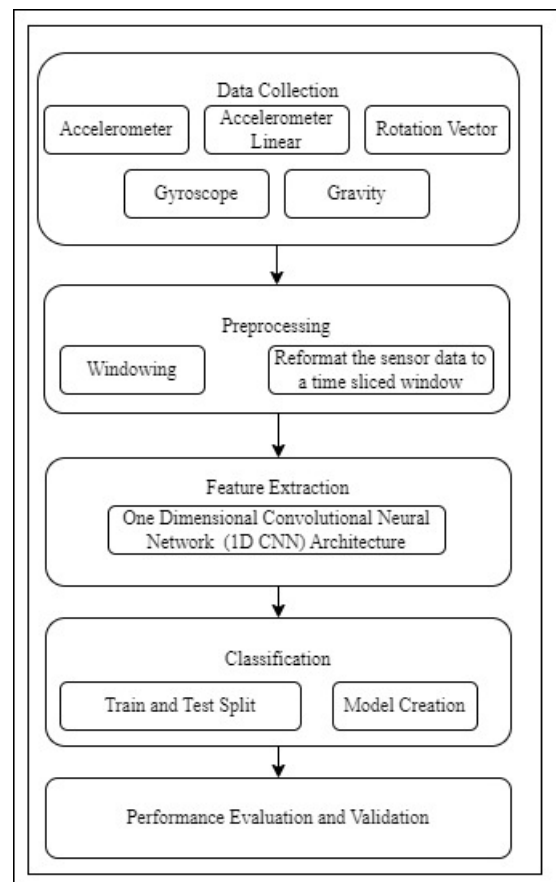 Data Collection
Accelerometer
Accelerometer
Linear
Rotation Vector
Gyroscope
Gravity
Preprocessing
Windowing
Reformat the sensor data to
a time sliced window
Feature Extraction
One Dimensional Convolutional Neural
Network (1D CNN) Architecture
Classification
Train and Test Split
Model Creation
Performance Evaluation and Validation